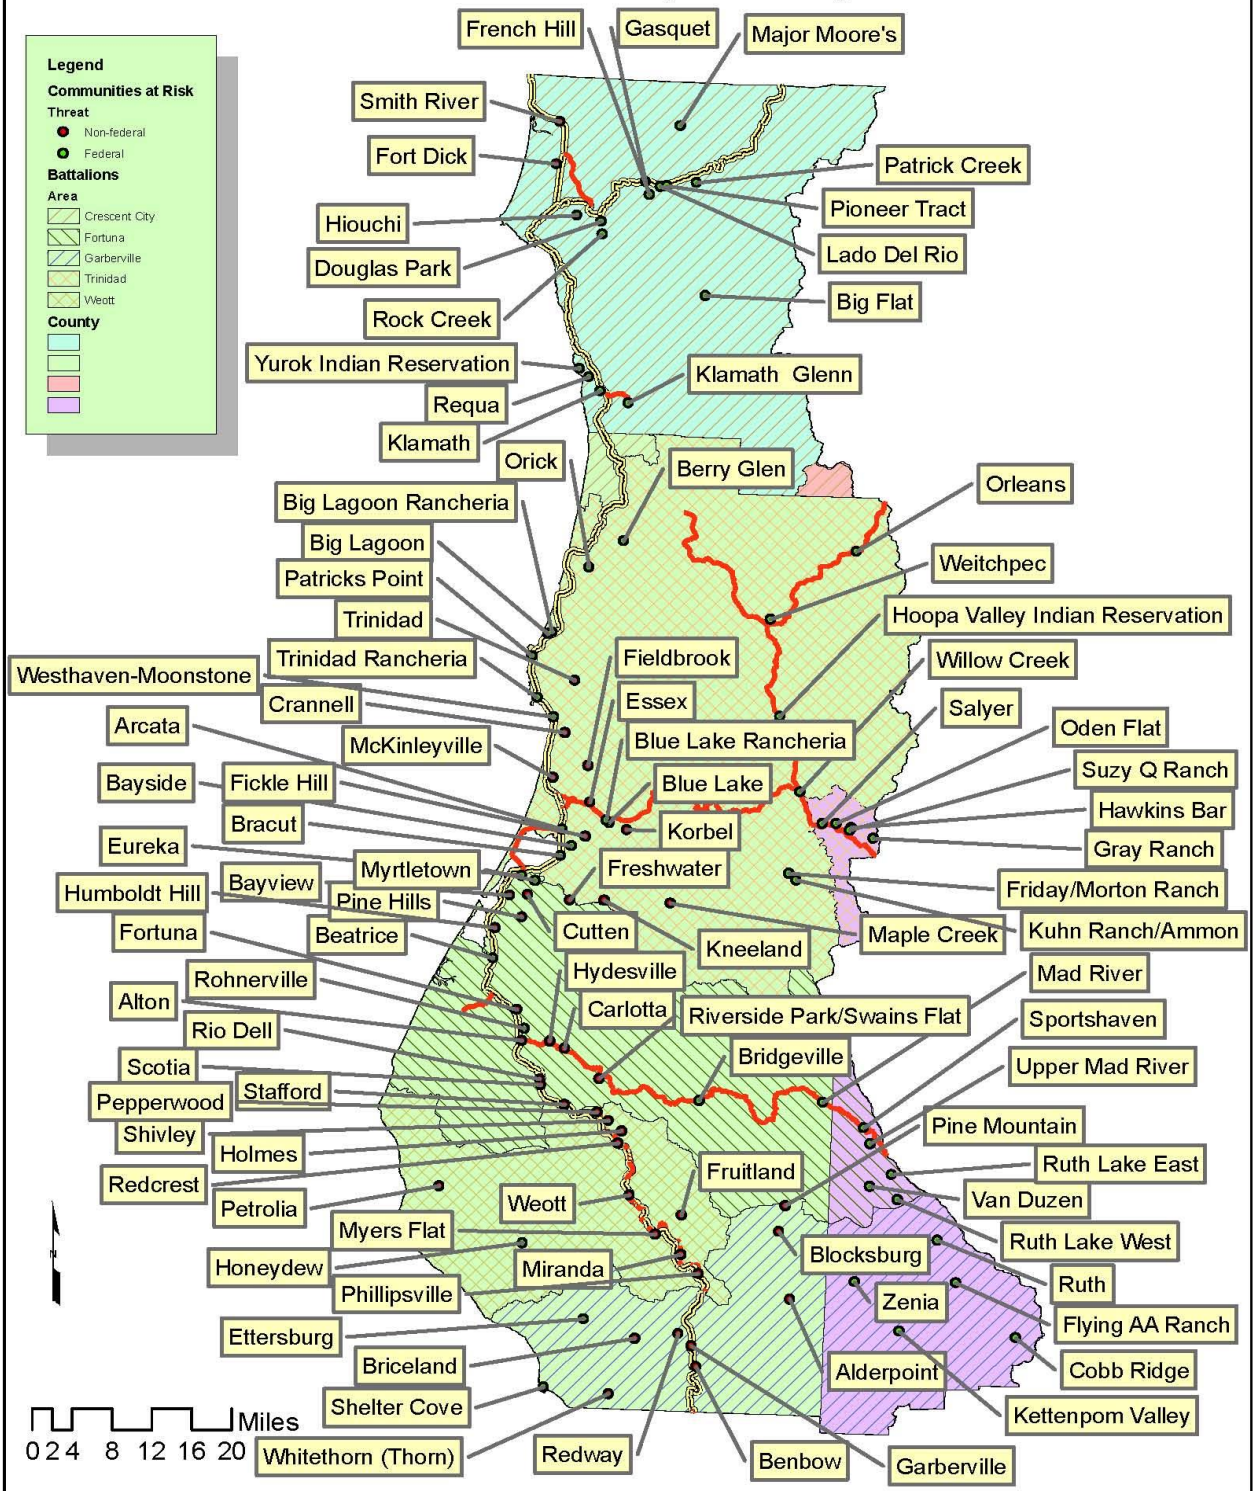 French Hill
Gasquet
Major Moore's
Legend
Communities at Risk
Threat
Non-federal
Federal
Battalions
Area
Crescent City
Fortuna
Garberville
Trinidad
Weott
County
Smith River
Fort Dick
Patrick Creek
Pioneer Tract
Hiouchi
Lado Del Rio
Douglas Park
Big Flat
Rock Creek
Yurok Indian Reservation
Klamath Glenn
Requa
Klamath
Orick
Berry Glen
Orleans
Big Lagoon Rancheria
Big Lagoon
Weitchpec
Patricks Point
Trinidad
Hoopa Valley Indian Reservation
Trinidad Rancheria
Fieldbrook
Willow Creek
Westhaven-Moonstone
Crannell
Essex
Salyer
Arcata
McKinleyville
Blue Lake Rancheria
Oden Flat
Suzy Q Ranch
Bayside
Fickle Hill
Blue Lake
Hawkins Bar
Bracut
Korbel
Eureka
Gray Ranch
Myrtletown
Freshwater
Humboldt Hill
Bayview
Friday/Morton Ranch
Pine Hills
Fortuna
Beatrice
Cutten
Kneeland
Maple Creek
Kuhn Ranch/Ammon
Rohnerville
Hydesville
Mad River
Alton
Carlotta
Riverside Park/Swains Flat
Sportshaven
Rio Dell
Bridgeville
Scotia
Upper Mad River
Stafford
Pepperwood
Shivley
Pine Mountain
Holmes
Fruitland
Ruth Lake East
Redcrest
Van Duzen
Petrolia
Weott
Myers Flat
Blocksburg
Ruth Lake West
Honeydew
Miranda
Ruth
Phillipsville
Zenia
Ettersburg
Flying AA Ranch
Briceland
Alderpoint
Cobb Ridge
Shelter Cove
Kettenpom Valley
N
Miles
0 2 4 8 12 16 20
Whitethorn (Thorn)
Redway
Benbow
Garberville